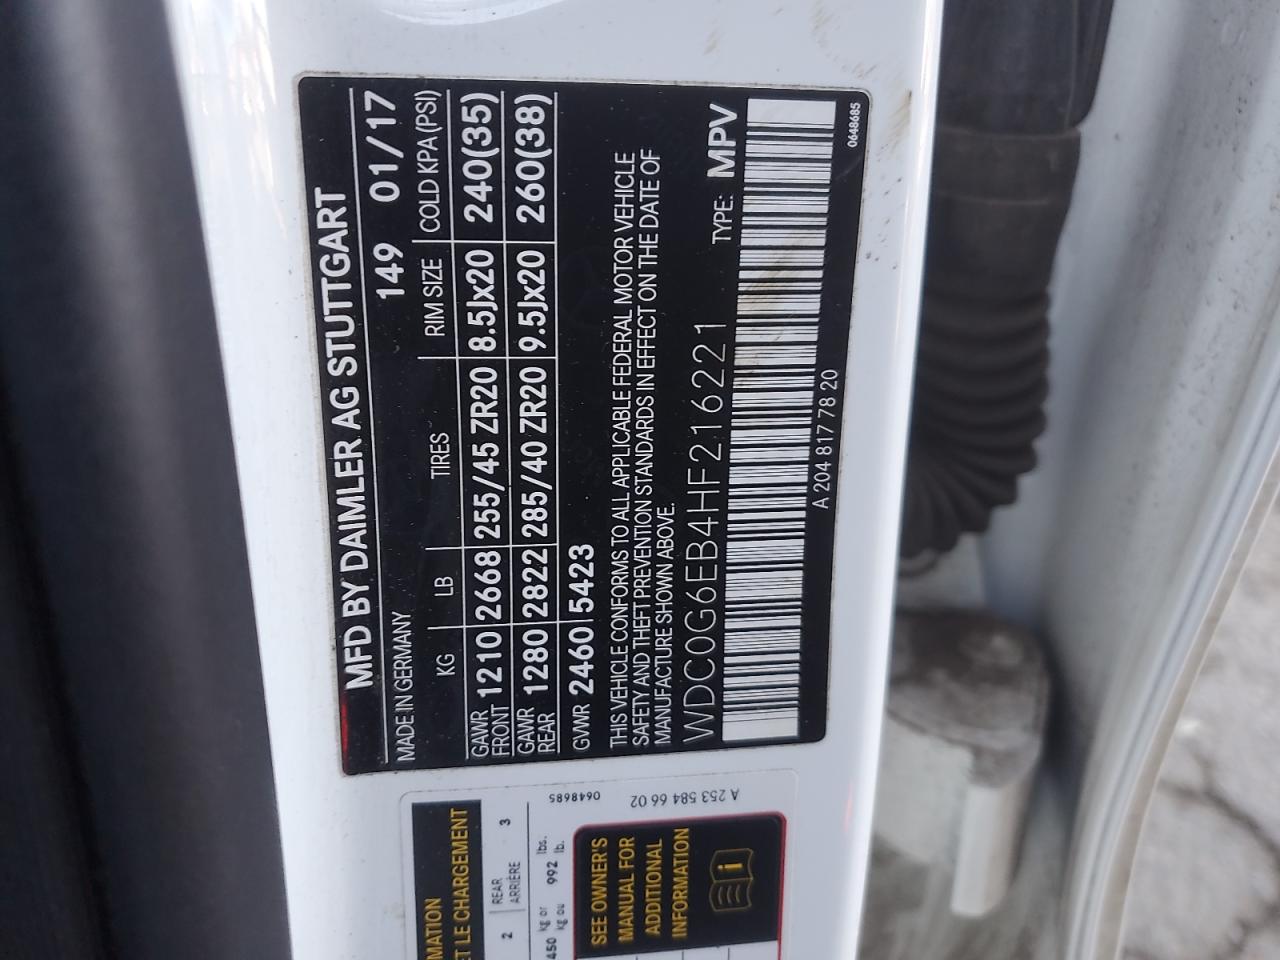 MFD BY DAIMLER AG STUTTGART
MADE IN GERMANY 149 01/17
KG LB TIRES RIM SIZE COLD KPA (PSI)
GAWR FRONT 1210 2668 255/45 ZR20 8.5Jx20 240(35)
GAWR REAR 1280 2822 285/40 ZR20 9.5Jx20 260(38)
GVWR 2460 5423
THIS VEHICLE CONFORMS TO ALL APPLICABLE FEDERAL MOTOR VEHICLE
SAFETY AND THEFT PREVENTION STANDARDS IN EFFECT ON THE DATE OF
MANUFACTURE SHOWN ABOVE.
WDC0G6EB4HF216221 TYPE: MPV
A 204 817 78 20 0648685
MATION
ET LE CHARGEMENT
2 REAR ARRIÈRE 3
450 kg or kg ou 992 lbs. lb.
SEE OWNER'S
MANUAL FOR
ADDITIONAL
INFORMATION
0648685
A 253 584 66 02